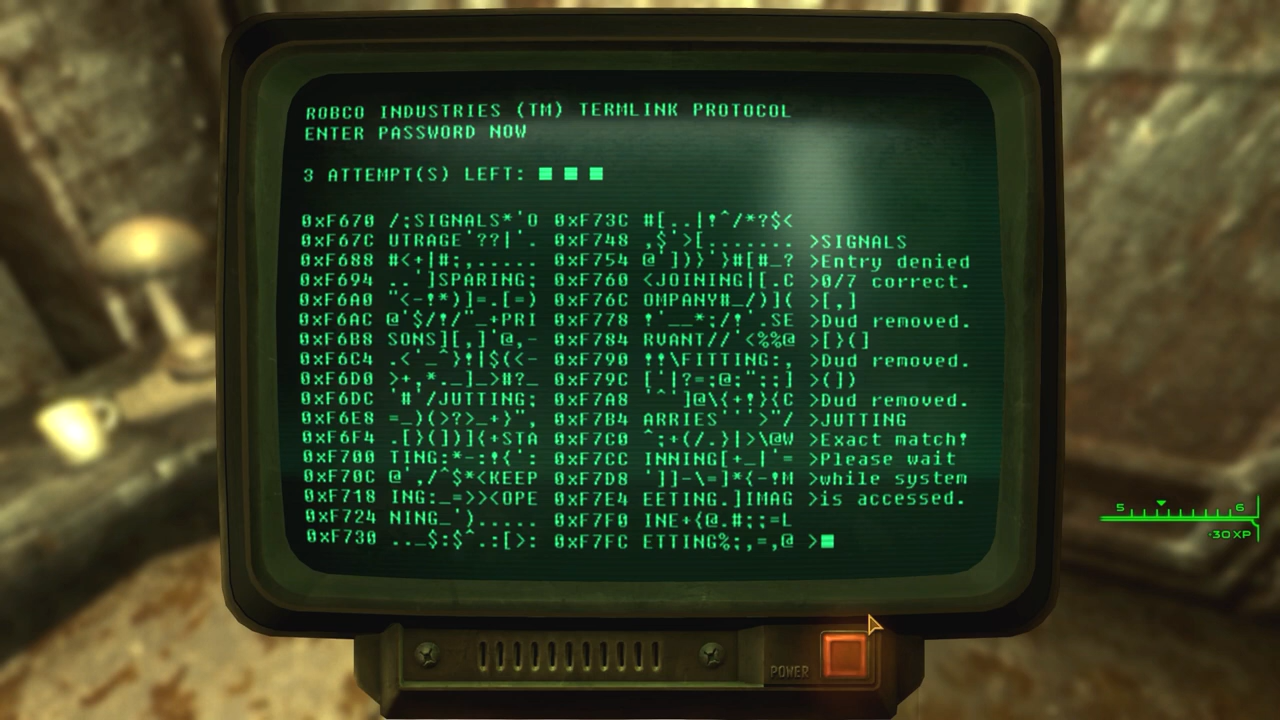 ROBCO INDUSTRIES (TM) TERMLINK PROTOCOL
ENTER PASSWORD NOW
3 ATTEMPT(S) LEFT: ■ ■ ■
0xF670 /;SIGNALS*'O 0xF73C #[..|!^/*?$<
0xF67C UTRAGE'??|'. 0xF748 ,$'>[....... >SIGNALS
0xF688 #<+|#;,..... 0xF754 @'])}'}#[#_? >Entry denied
0xF694 ..']SPARING; 0xF760 <JOINING|[.C >0/7 correct.
0xF6A0 "<-!*)]=.[=) 0xF76C OMPANY#_/)]( >[,]
0xF6AC @'$/!/"_+PRI 0xF778 !'__*;/!'.SE >Dud removed.
0xF6B8 SONS][,]'@,- 0xF784 RVANT//'<%%@ >[}(]
0xF6C4 .<'_^}!|$(<- 0xF790 !!\FITTING:, >Dud removed.
0xF6D0 >+,*._]_>#?_ 0xF79C ['|?=;@;";:] >(])
0xF6DC '#'/JUTTING; 0xF7A8 '^']@\{+!}{C >Dud removed.
0xF6E8 =_)(>?>_+}", 0xF7B4 ARRIES'''>"/ >JUTTING
0xF6F4 .[}(])]{+STA 0xF7C0 ^;+(/.}|>\@W >Exact match!
0xF700 TING:*-:!{': 0xF7CC INNING[+_|'= >Please wait
0xF70C @',/^$*<KEEP 0xF7D8 ']]-\=]*{-!M >while system
0xF718 ING:_=>><OPE 0xF7E4 EETING.]IMAG >is accessed.
0xF724 NING_')..... 0xF7F0 INE+{@.#;:=L
0xF730 .._$:$^.:[>: 0xF7FC ETTING%;,=,@ >■
5 6
·30 XP
POWER